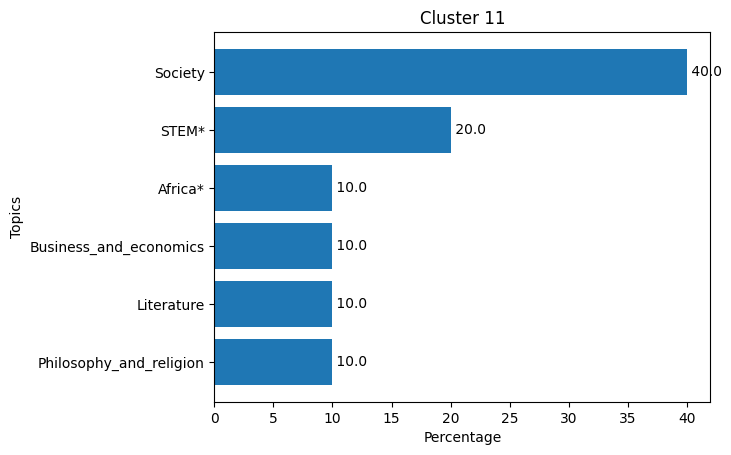 Cluster 11
Topics
Society 40.0
STEM* 20.0
Africa* 10.0
Business_and_economics 10.0
Literature 10.0
Philosophy_and_religion 10.0
0 5 10 15 20 25 30 35 40
Percentage